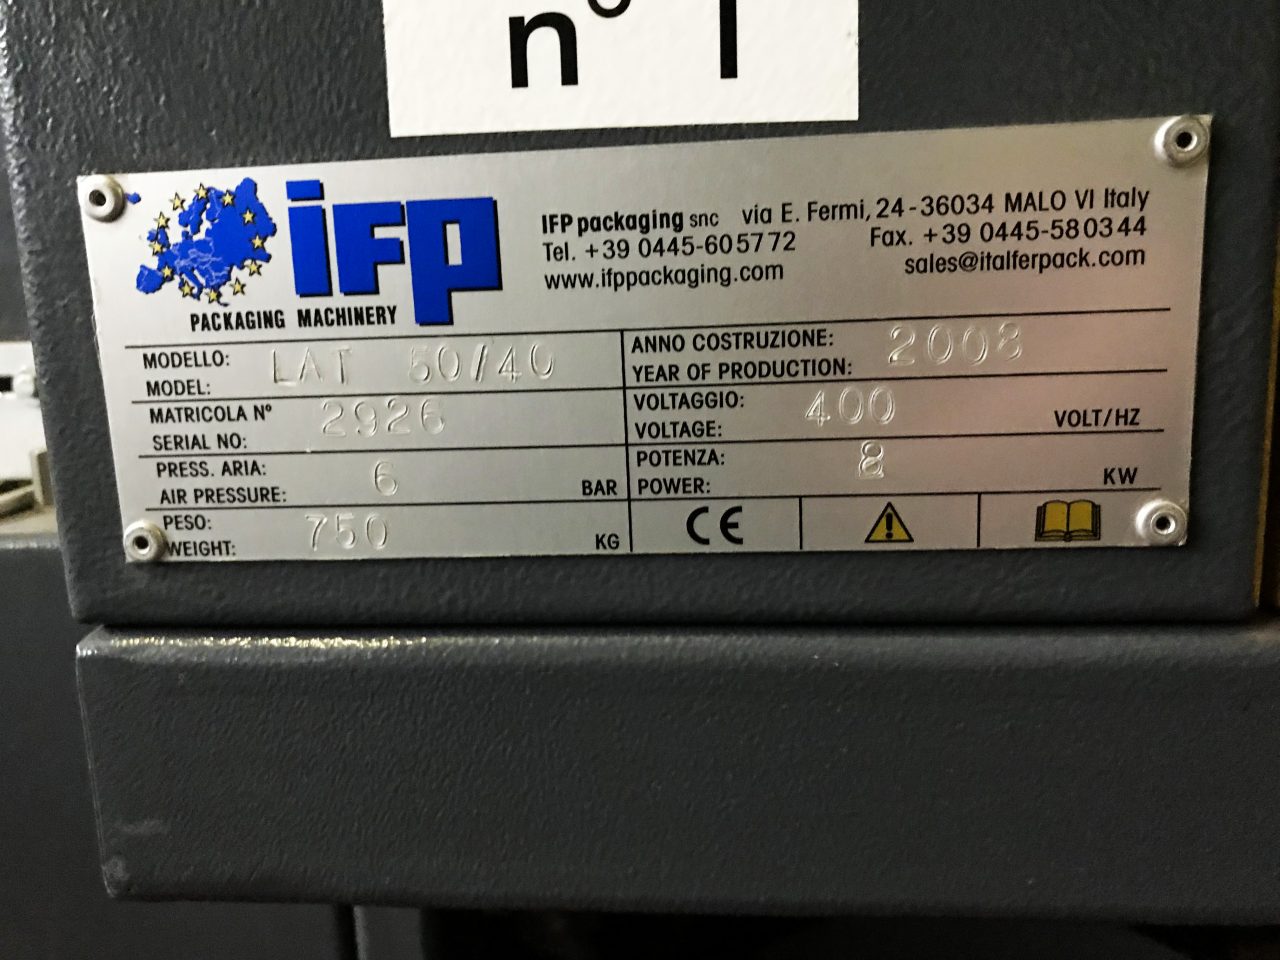 n° 1
ifp
PACKAGING MACHINERY
IFP packaging snc via E. Fermi, 24 - 36034 MALO VI Italy
Tel. +39 0445-605772 Fax. +39 0445-580344
www.ifppackaging.com sales@italferpack.com
MODELLO:
MODEL: LAT 50/40
ANNO COSTRUZIONE:
YEAR OF PRODUCTION: 2008
MATRICOLA N°
SERIAL NO: 2926
VOLTAGGIO:
VOLTAGE: 400 VOLT/HZ
PRESS. ARIA:
AIR PRESSURE: 6 BAR
POTENZA:
POWER: 8 KW
PESO:
WEIGHT: 750 KG
CE